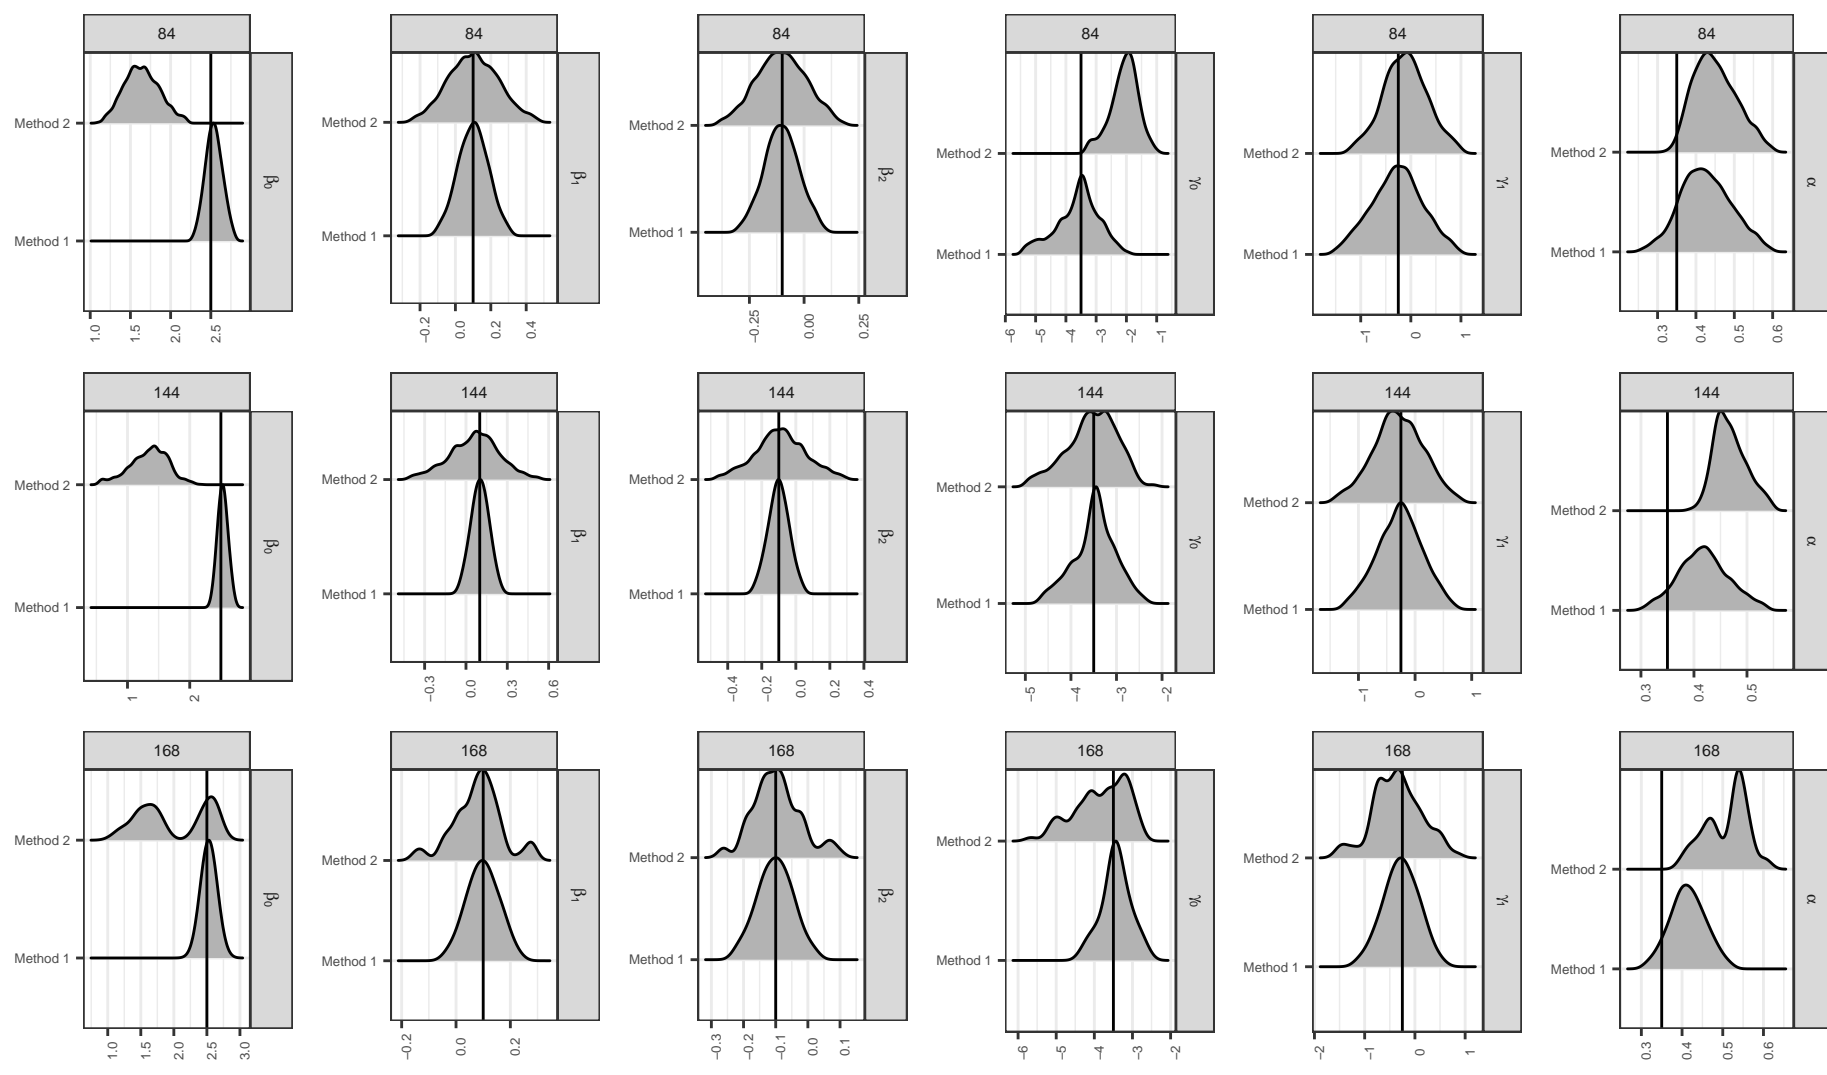 84 84 84 84 84 84
Method 2 Method 2 Method 2 Method 2 Method 2 Method 2
β0 β1 β2 γ0 γ1 α
Method 1 Method 1 Method 1 Method 1 Method 1 Method 1
1.0 1.5 2.0 2.5 −0.2 0.0 0.2 0.4 −0.25 0.00 0.25 −6 −5 −4 −3 −2 −1 −1 0 1 0.3 0.4 0.5 0.6
144 144 144 144 144 144
Method 2 Method 2 Method 2 Method 2 Method 2 Method 2
β0 β1 β2 γ0 γ1 α
Method 1 Method 1 Method 1 Method 1 Method 1 Method 1
1 2 −0.3 0.0 0.3 0.6 −0.4 −0.2 0.0 0.2 0.4 −5 −4 −3 −2 −1 0 1 0.3 0.4 0.5
168 168 168 168 168 168
Method 2 Method 2 Method 2 Method 2 Method 2 Method 2
β0 β1 β2 γ0 γ1 α
Method 1 Method 1 Method 1 Method 1 Method 1 Method 1
1.0 1.5 2.0 2.5 3.0 −0.2 0.0 0.2 −0.3 −0.2 −0.1 0.0 0.1 −6 −5 −4 −3 −2 −2 −1 0 1 0.3 0.4 0.5 0.6